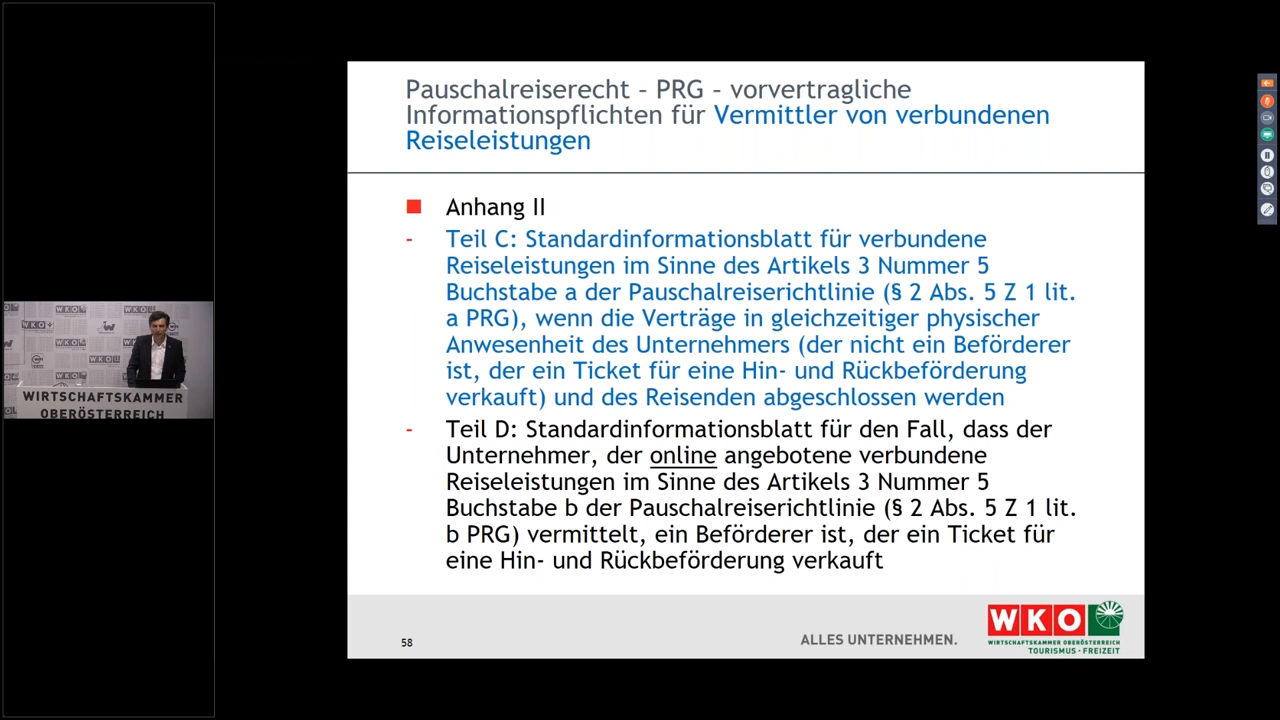 Pauschalreiserecht – PRG – vorvertragliche
Informationspflichten für Vermittler von verbundenen
Reiseleistungen
Anhang II
- Teil C: Standardinformationsblatt für verbundene
Reiseleistungen im Sinne des Artikels 3 Nummer 5
Buchstabe a der Pauschalreiserichtlinie (§ 2 Abs. 5 Z 1 lit.
a PRG), wenn die Verträge in gleichzeitiger physischer
Anwesenheit des Unternehmers (der nicht ein Beförderer
ist, der ein Ticket für eine Hin- und Rückbeförderung
verkauft) und des Reisenden abgeschlossen werden
- Teil D: Standardinformationsblatt für den Fall, dass der
Unternehmer, der online angebotene verbundene
Reiseleistungen im Sinne des Artikels 3 Nummer 5
Buchstabe b der Pauschalreiserichtlinie (§ 2 Abs. 5 Z 1 lit.
b PRG) vermittelt, ein Beförderer ist, der ein Ticket für
eine Hin- und Rückbeförderung verkauft
58
ALLES UNTERNEHMEN.
WKO
WIRTSCHAFTSKAMMER OBERÖSTERREICH
TOURISMUS · FREIZEIT
WKO
WKO
WKO
WKO
WKO
WIRTSCHAFTSKAMMER
OBERÖSTERREICH